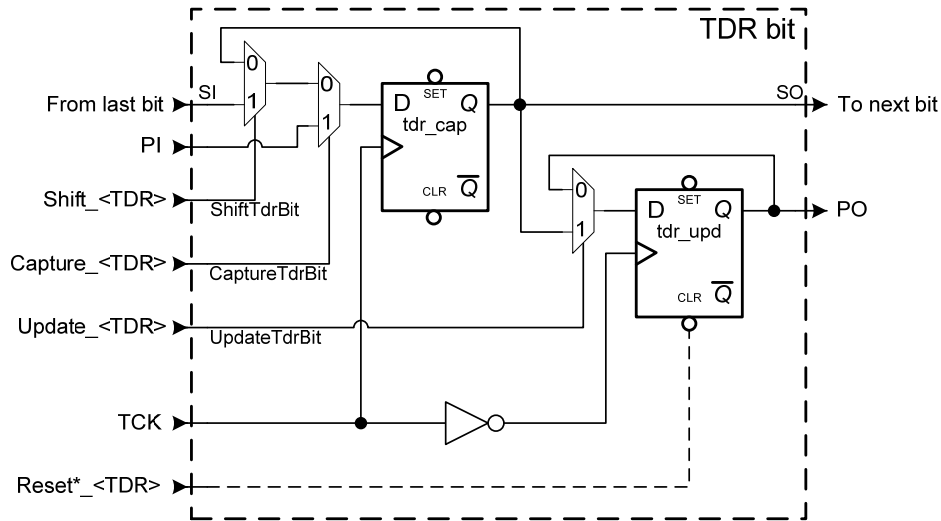 TDR bit
0
SI
1
From last bit
0
1
SET
D
Q
tdr_cap
CLR
Q
SO
To next bit
PI
Shift_<TDR>
ShiftTdrBit
0
1
SET
D
Q
tdr_upd
CLR
Q
PO
Capture_<TDR>
CaptureTdrBit
Update_<TDR>
UpdateTdrBit
TCK
Reset*_<TDR>